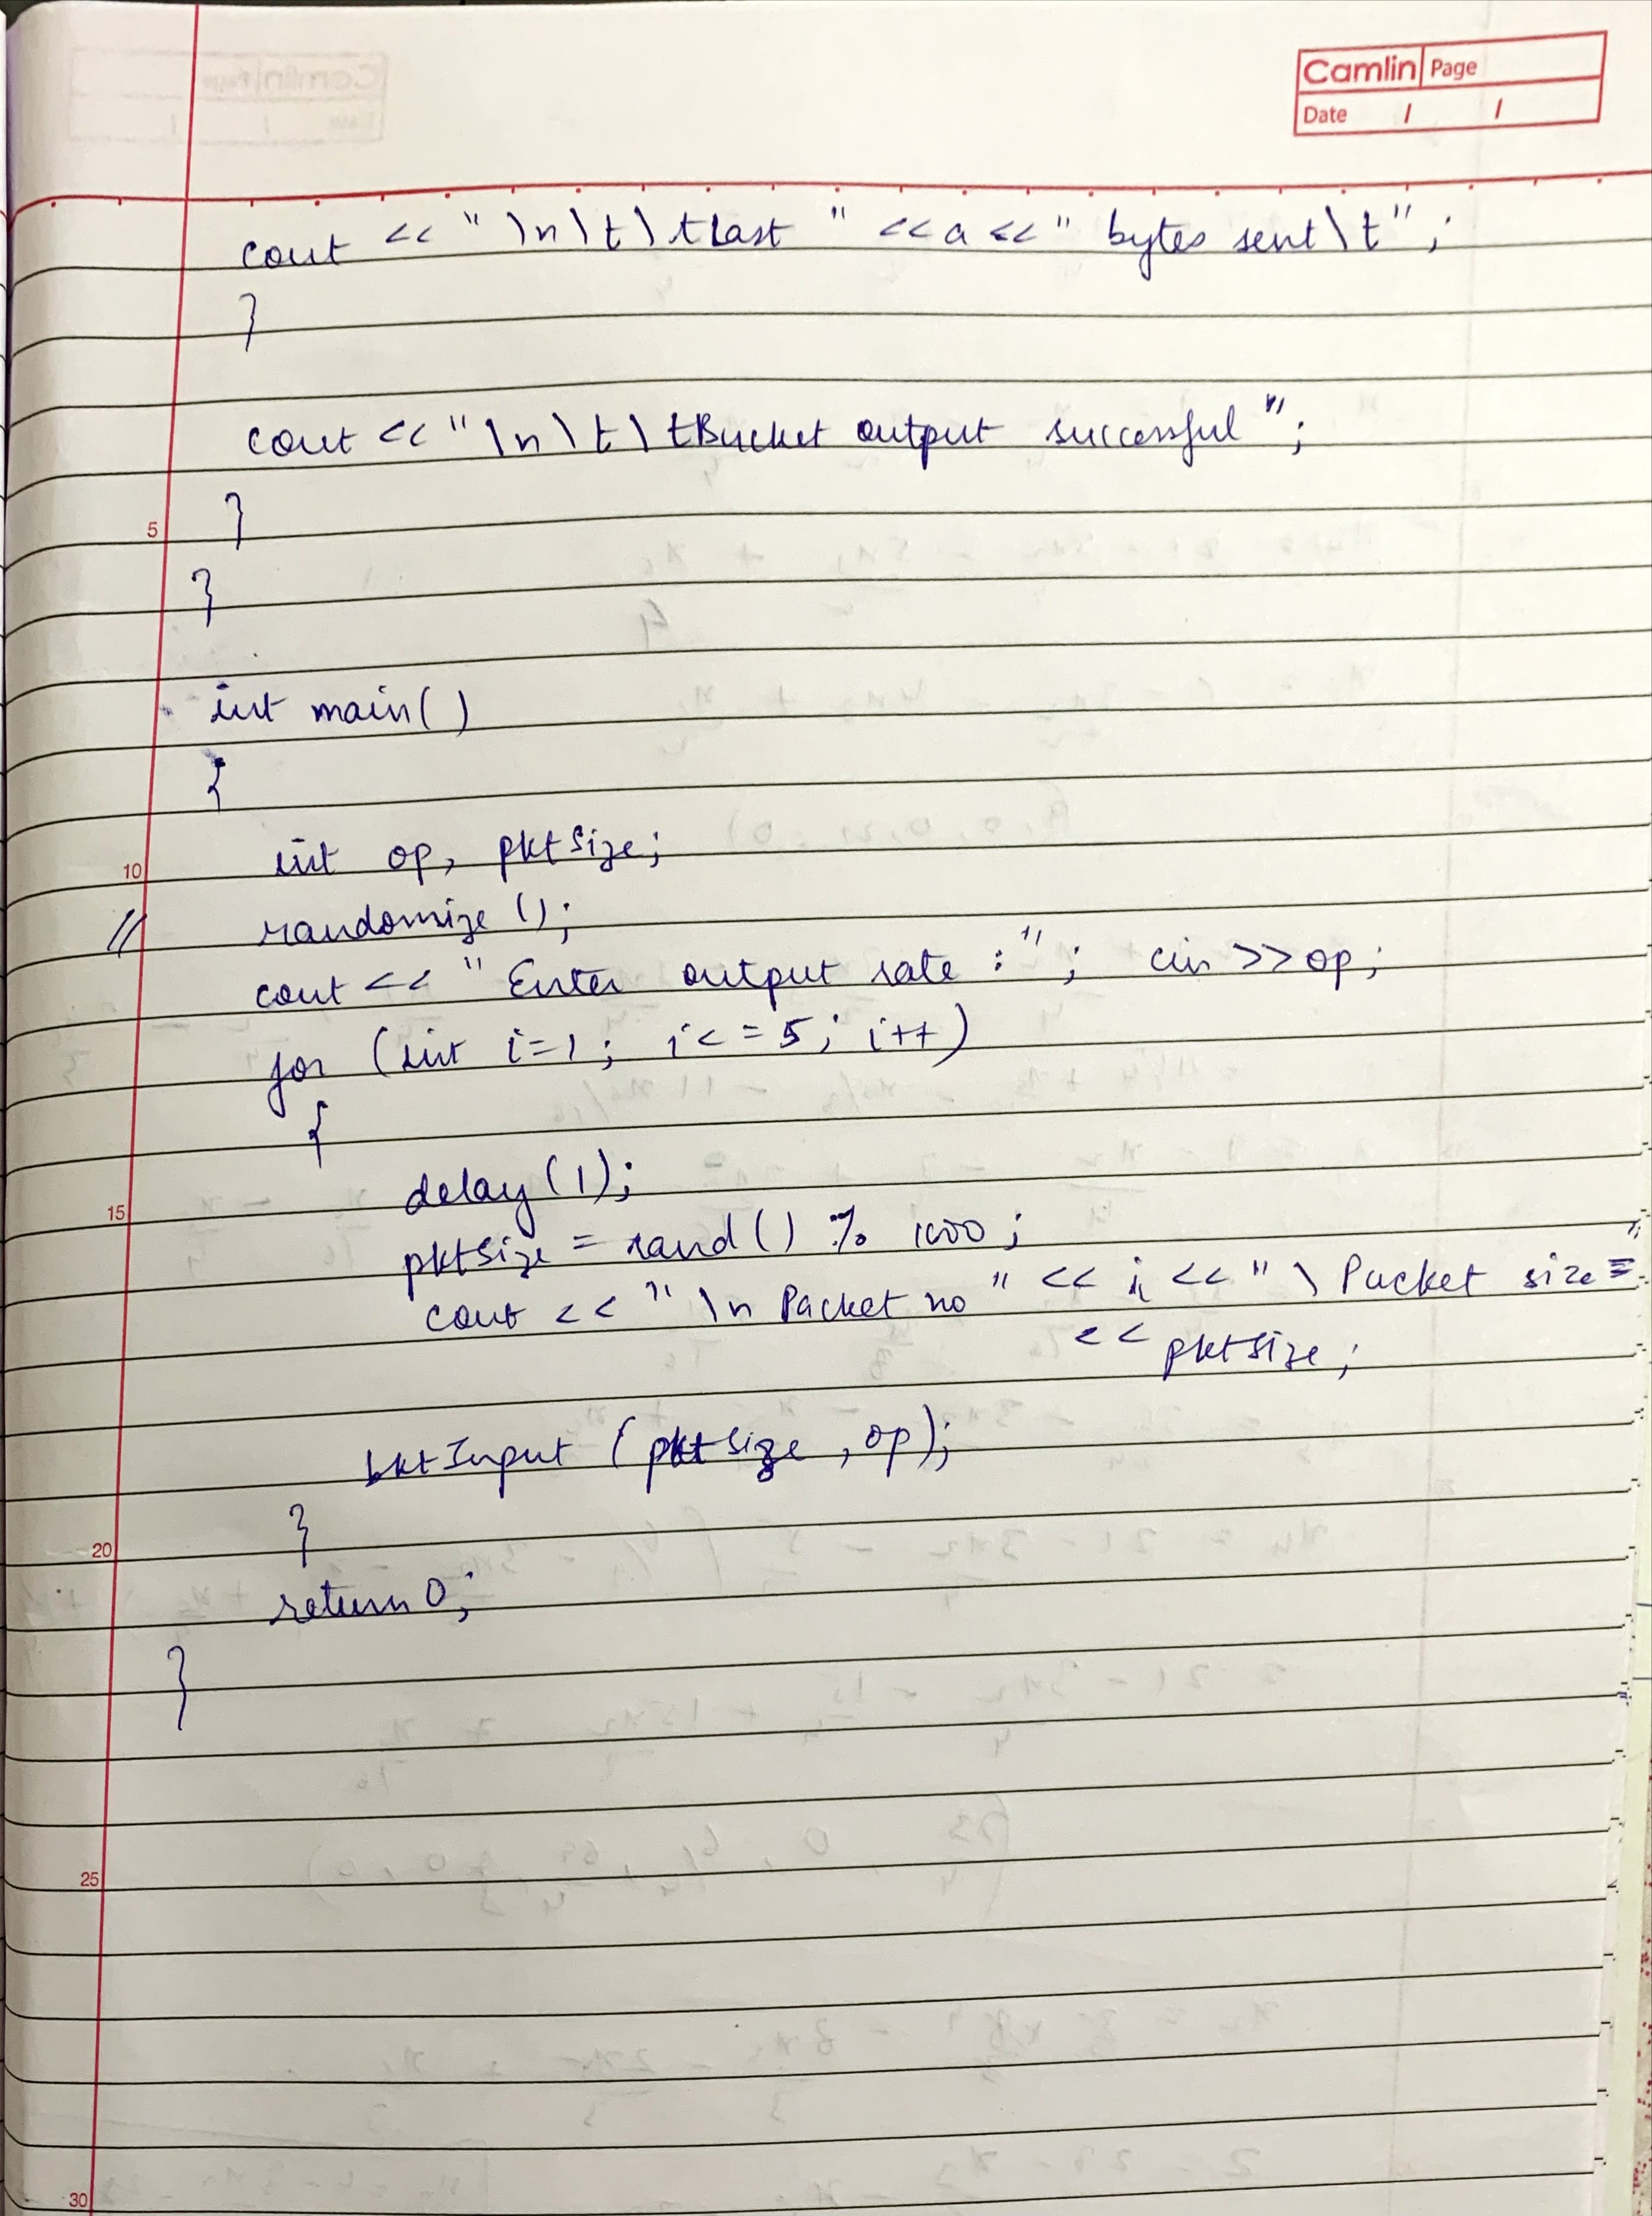 Camlin Page
Date / /
cout << "\n\t\tLast " <<a<< " bytes sent\t";
}
cout << "\n\t\tBucket output successful";
5
}
}
int main()
{
10
int op, pktSize;
// randomize ();
cout << " Enter output rate : "; cin >> op;
for (int i=1; i<=5; i++)
{
15
delay(1);
pktSize = rand() % 1000;
cout << " \n Packet no " << i << " \ Packet size="
<< pktSize;
bktInput (pktSize, op);
20
}
return 0;
}
25
30